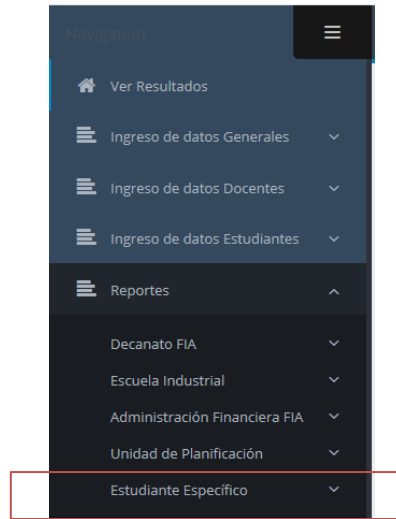 Navigation
Ver Resultados
Ingreso de datos Generales
Ingreso de datos Docentes
Ingreso de datos Estudiantes
Reportes
Decanato FIA
Escuela Industrial
Administración Financiera FIA
Unidad de Planificación
Estudiante Específico